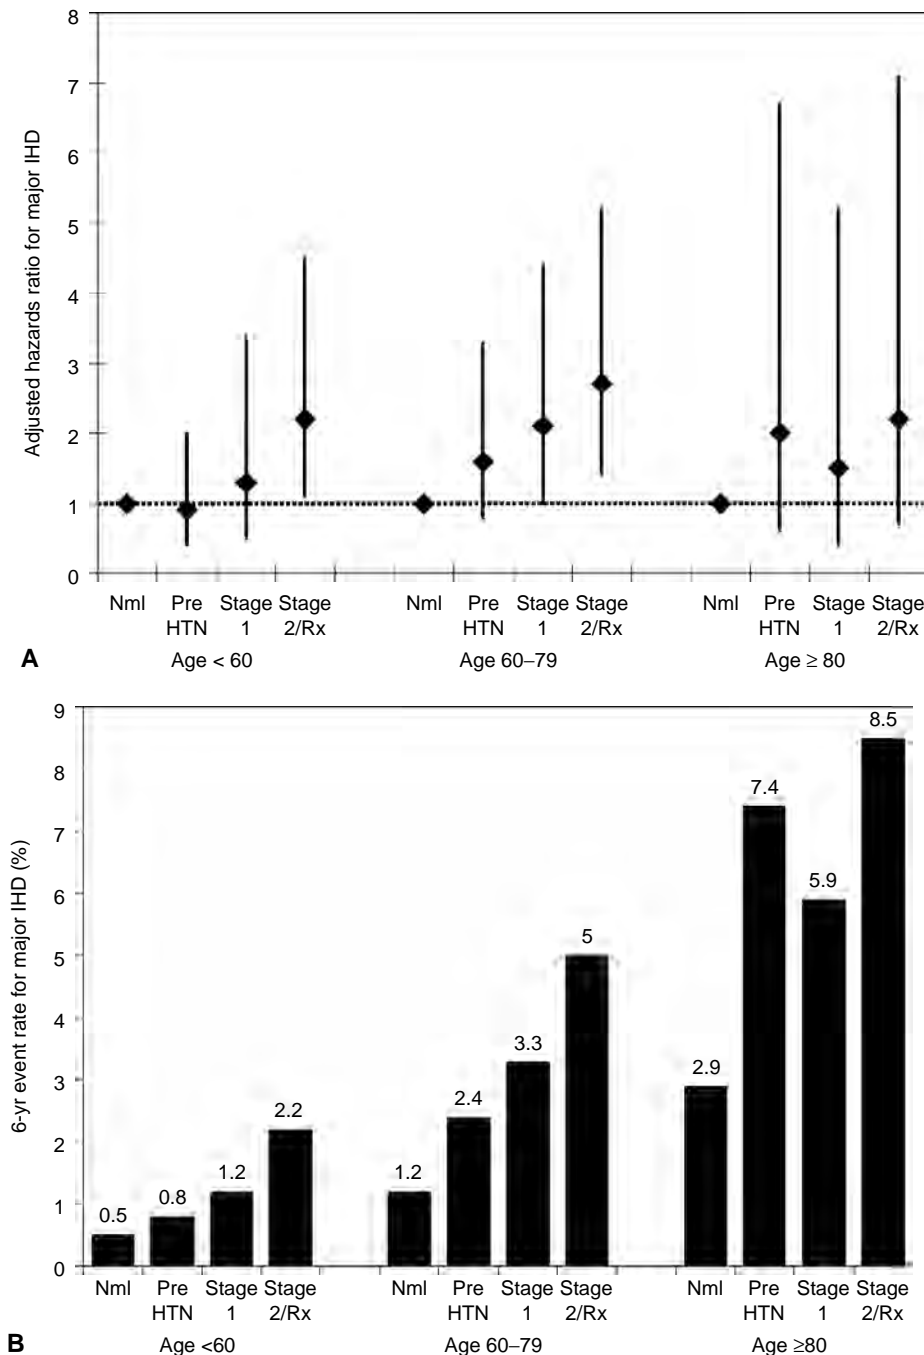 8
7
6
5
4
3
2
1
0
Adjusted hazards ratio for major IHD
Nml Pre Stage Stage Nml Pre Stage Stage Nml Pre Stage Stage
HTN 1 2/Rx HTN 1 2/Rx HTN 1 2/Rx
A Age < 60 Age 60–79 Age ≥ 80
9
8
7
6
5
4
3
2
1
0
6-yr event rate for major IHD (%)
0.5 0.8 1.2 2.2 1.2 2.4 3.3 5 2.9 7.4 5.9 8.5
Nml Pre Stage Stage Nml Pre Stage Stage Nml Pre Stage Stage
HTN 1 2/Rx HTN 1 2/Rx HTN 1 2/Rx
B Age <60 Age 60–79 Age ≥80